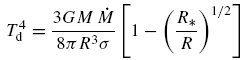 T_d^4 = \frac{3GM\,\dot{M}}{8\pi R^3 \sigma} \left[ 1 - \left( \frac{R_*}{R} \right)^{1/2} \right]